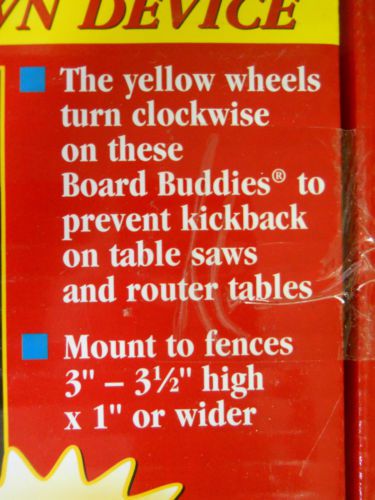 DEVICE
The yellow wheels
turn clockwise
on these
Board Buddies® to
prevent kickback
on table saws
and router tables
Mount to fences
3" – 3½" high
x 1" or wider